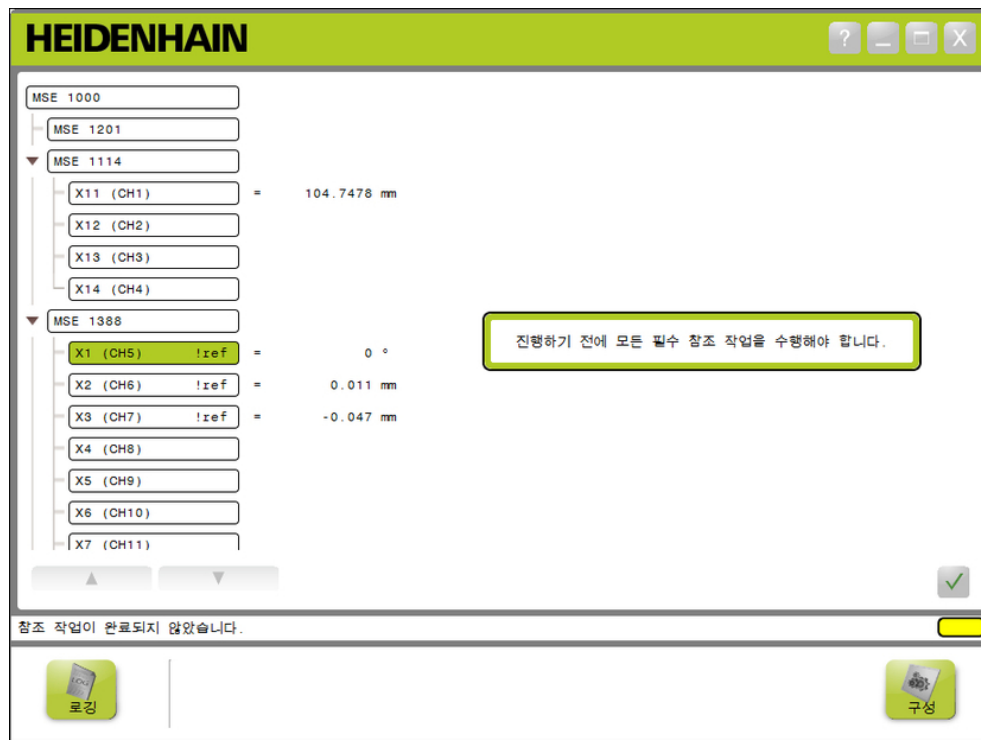 HEIDENHAIN
? _ X
MSE 1000
MSE 1201
MSE 1114
X11 (CH1) = 104.7478 mm
X12 (CH2)
X13 (CH3)
X14 (CH4)
MSE 1388
진행하기 전에 모든 필수 참조 작업을 수행해야 합니다.
X1 (CH5) !ref = 0 °
X2 (CH6) !ref = 0.011 mm
X3 (CH7) !ref = -0.047 mm
X4 (CH8)
X5 (CH9)
X6 (CH10)
X7 (CH11)
참조 작업이 완료되지 않았습니다.
LOG
로깅
구성